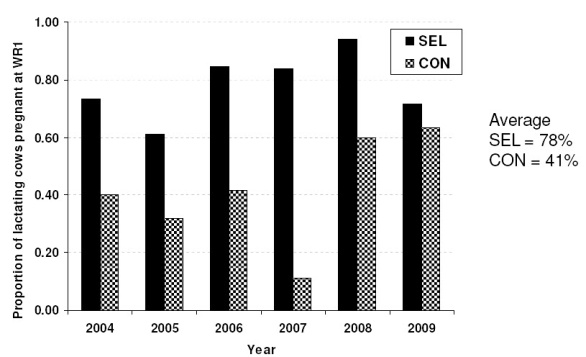 Proportion of lactating cows pregnant at WR1
1.00
0.80
0.60
0.40
0.20
0.00
SEL
CON
2004 2005 2006 2007 2008 2009
Year
Average
SEL = 78%
CON = 41%